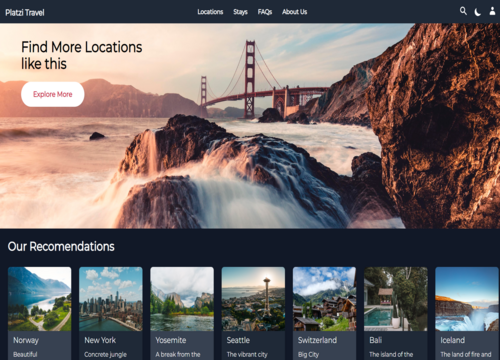 Platzi Travel
Locations Stays FAQs About Us
Find More Locations
like this
Explore More
Our Recomendations
Norway New York Yosemite Seattle Switzerland Bali Iceland
Beautiful Concrete jungle A break from the The vibrant city Big City The island of the The land of fire and